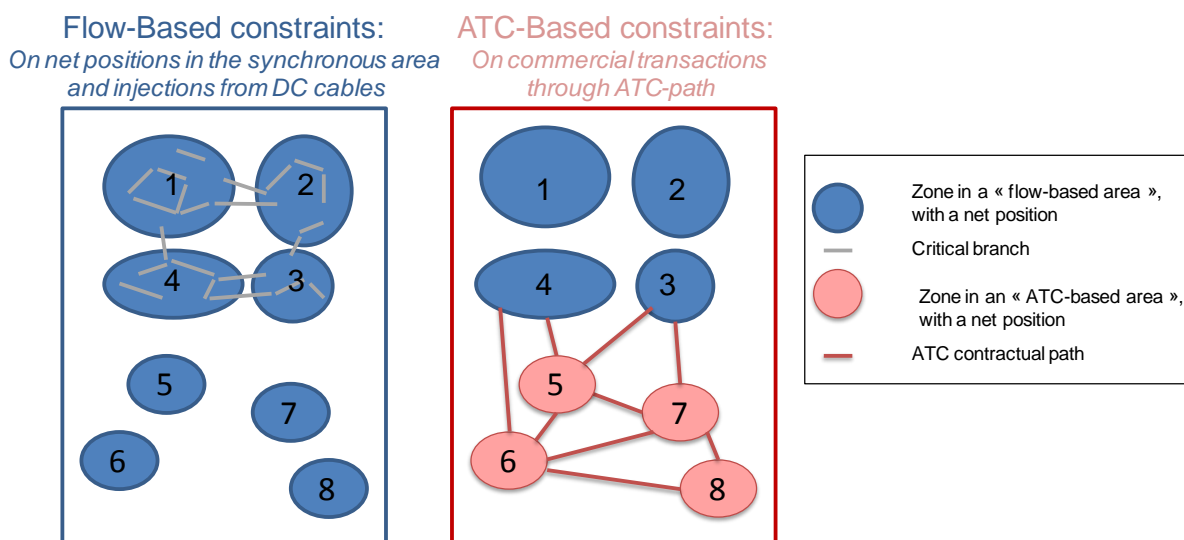 Flow-Based constraints:
On net positions in the synchronous area
and injections from DC cables
1
2
4
3
5
7
6
8
ATC-Based constraints:
On commercial transactions
through ATC-path
1
2
4
3
5
7
6
8
Zone in a « flow-based area »,
with a net position
Critical branch
Zone in an « ATC-based area »,
with a net position
ATC contractual path